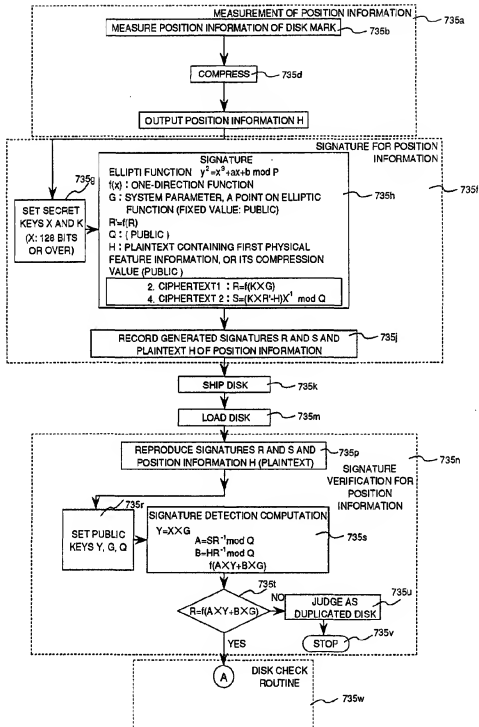 MEASUREMENT OF POSITION INFORMATION
735a
MEASURE POSITION INFORMATION OF DISK MARK
735b
COMPRESS
735d
OUTPUT POSITION INFORMATION H
SIGNATURE FOR POSITION
INFORMATION
735f
735g
SET SECRET
KEYS X AND K
(X: 128 BITS
OR OVER)
SIGNATURE
ELLIPTI FUNCTION y²=x³+ax+b mod P
f(x) : ONE-DIRECTION FUNCTION
G : SYSTEM PARAMETER, A POINT ON ELLIPTIC
FUNCTION (FIXED VALUE: PUBLIC)
R'=f(R)
Q : (PUBLIC )
H : PLAINTEXT CONTAINING FIRST PHYSICAL
FEATURE INFORMATION, OR ITS COMPRESSION
VALUE (PUBLIC )
2. CIPHERTEXT1 : R=f(K×G)
4. CIPHERTEXT 2 : S=(K×R'-H)X⁻¹ mod Q
735h
RECORD GENERATED SIGNATURES R AND S AND
PLAINTEXT H OF POSITION INFORMATION
735j
SHIP DISK
735k
LOAD DISK
735m
REPRODUCE SIGNATURES R AND S AND
POSITION INFORMATION H (PLAINTEXT)
735p
735n
SIGNATURE
VERIFICATION FOR
POSITION
INFORMATION
735r
SET PUBLIC
KEYS Y, G, Q
SIGNATURE DETECTION COMPUTATION
Y=X×G
A=SR⁻¹mod Q
B=HR⁻¹mod Q
f(A×Y+B×G)
735s
735t
R=f(A×Y+B×G)
NO
735u
JUDGE AS
DUPLICATED DISK
STOP
735v
YES
A
DISK CHECK
ROUTINE
735w